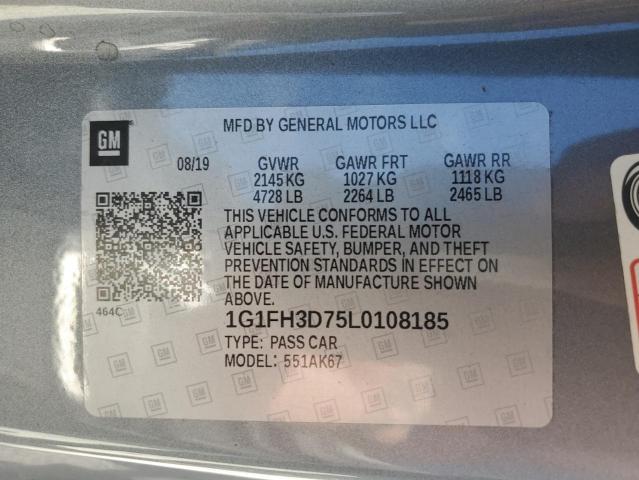 GM
MFD BY GENERAL MOTORS LLC
08/19 GVWR GAWR FRT GAWR RR
2145 KG 1027 KG 1118 KG
4728 LB 2264 LB 2465 LB
THIS VEHICLE CONFORMS TO ALL
APPLICABLE U.S. FEDERAL MOTOR
VEHICLE SAFETY, BUMPER, AND THEFT
PREVENTION STANDARDS IN EFFECT ON
THE DATE OF MANUFACTURE SHOWN
ABOVE.
464C
1G1FH3D75L0108185
TYPE: PASS CAR
MODEL: 551AK67